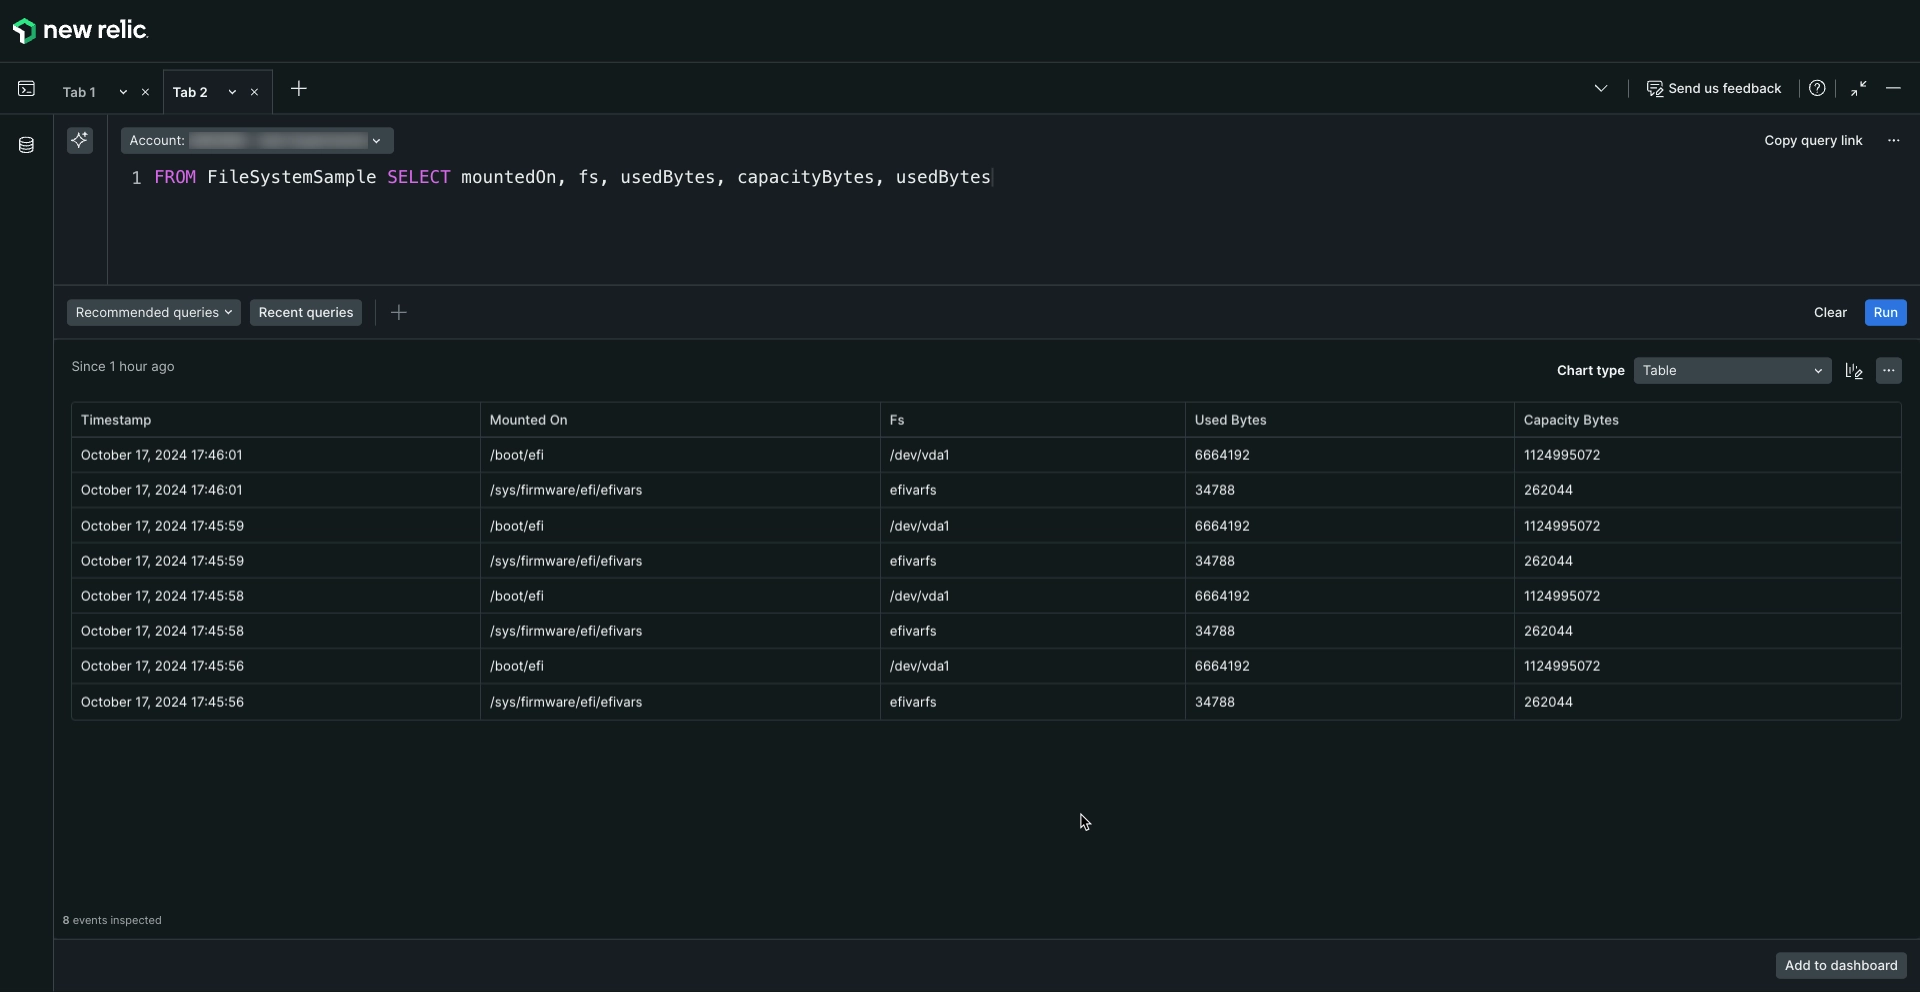 new relic
Tab 1
Tab 2
Send us feedback
Account:
Copy query link
1 FROM FileSystemSample SELECT mountedOn, fs, usedBytes, capacityBytes, usedBytes
Recommended queries
Recent queries
Clear
Run
Since 1 hour ago
Chart type
Table
Timestamp Mounted On Fs Used Bytes Capacity Bytes
October 17, 2024 17:46:01 /boot/efi /dev/vda1 6664192 1124995072
October 17, 2024 17:46:01 /sys/firmware/efi/efivars efivarfs 34788 262044
October 17, 2024 17:45:59 /boot/efi /dev/vda1 6664192 1124995072
October 17, 2024 17:45:59 /sys/firmware/efi/efivars efivarfs 34788 262044
October 17, 2024 17:45:58 /boot/efi /dev/vda1 6664192 1124995072
October 17, 2024 17:45:58 /sys/firmware/efi/efivars efivarfs 34788 262044
October 17, 2024 17:45:56 /boot/efi /dev/vda1 6664192 1124995072
October 17, 2024 17:45:56 /sys/firmware/efi/efivars efivarfs 34788 262044
8 events inspected
Add to dashboard